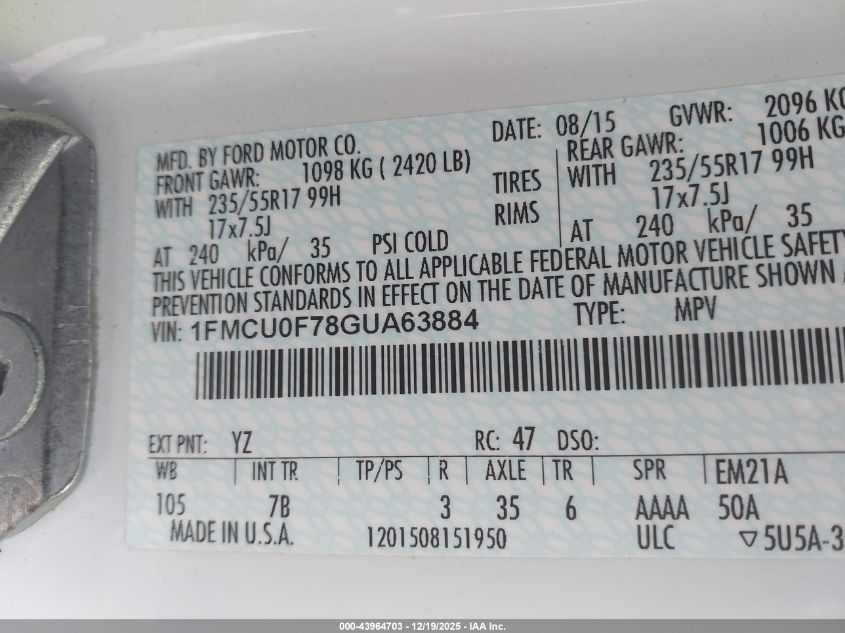 DATE: 08/15 GVWR: 2096 KG
MFD. BY FORD MOTOR CO.
FRONT GAWR: 1098 KG ( 2420 LB) REAR GAWR: 1006 KG
WITH 235/55R17 99H TIRES WITH 235/55R17 99H
17x7.5J RIMS 17x7.5J
AT 240 kPa/ 35 PSI COLD AT 240 kPa/ 35
THIS VEHICLE CONFORMS TO ALL APPLICABLE FEDERAL MOTOR VEHICLE SAFETY
PREVENTION STANDARDS IN EFFECT ON THE DATE OF MANUFACTURE SHOWN
VIN: 1FMCU0F78GUA63884 TYPE: MPV
EXT PNT: YZ RC: 47 DSO:
WB INT TR TP/PS R AXLE TR SPR EM21A
105 7B 3 35 6 AAAA 50A
MADE IN U.S.A. 1201508151950 ULC ▽5U5A-3
000-43964703 - 12/19/2025 - IAA Inc.